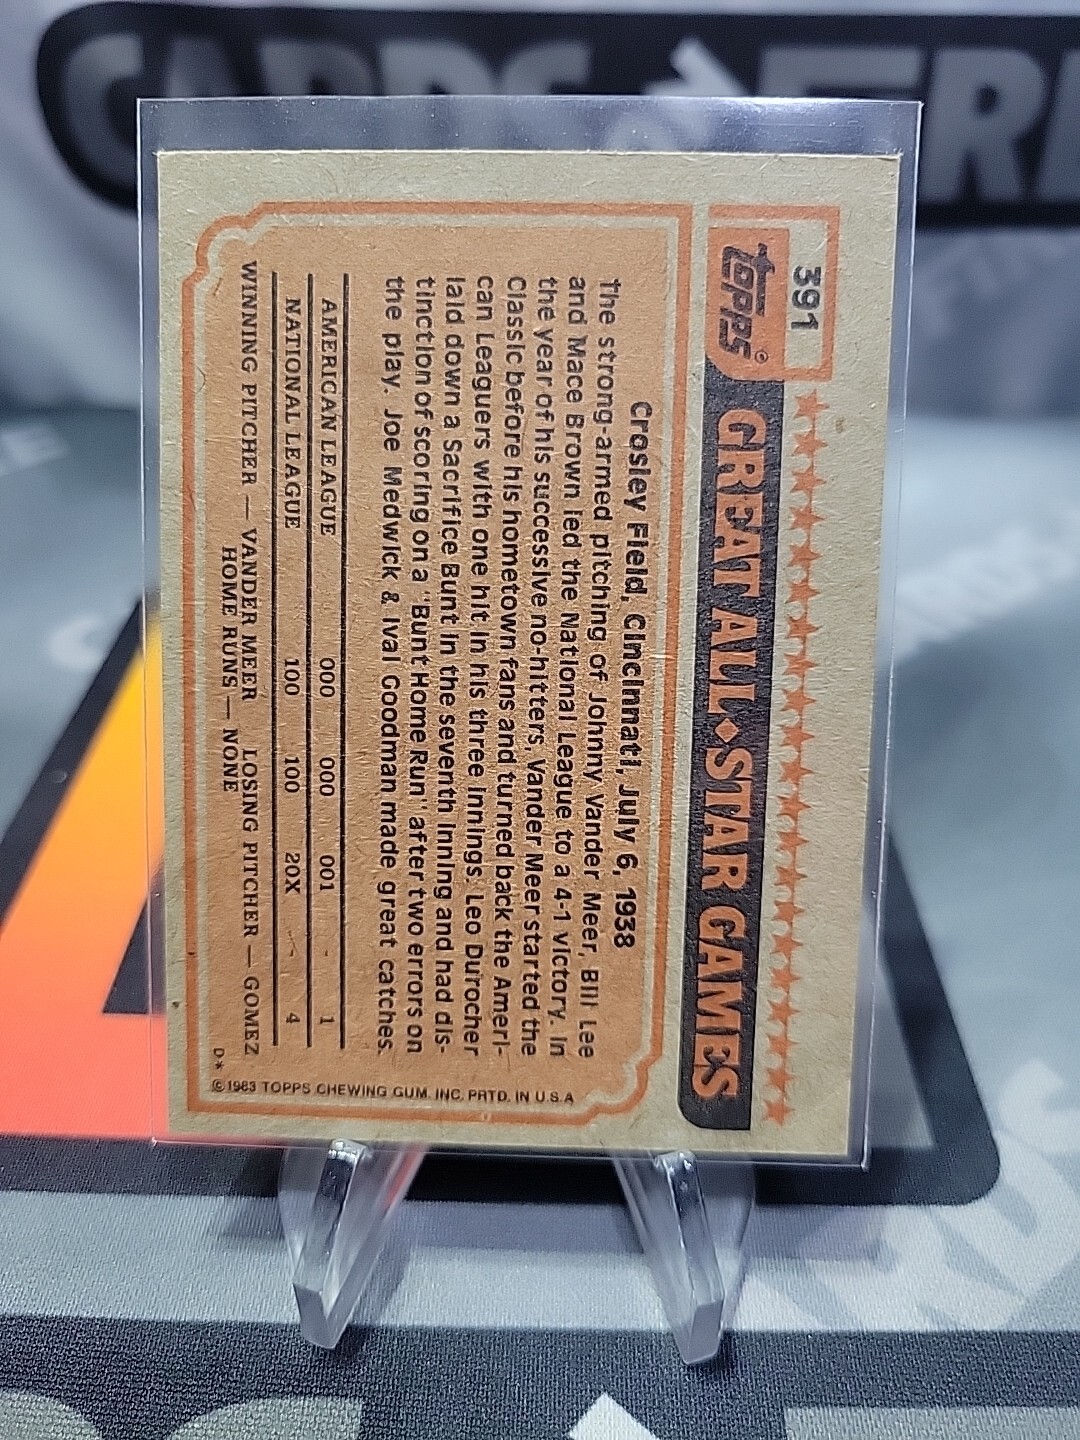 391
topps®
GREAT ALL-STAR GAMES
Crosley Field, Cincinnati, July 6, 1938
The strong-armed pitching of Johnny Vander Meer, Bill Lee
and Mace Brown led the National League to a 4-1 victory. In
the year of his successive no-hitters, Vander Meer started the
Classic before his hometown fans and turned back the Ameri-
can Leaguers with one hit in his three innings. Leo Durocher
laid down a Sacrifice Bunt in the seventh inning and had dis-
tinction of scoring on a "Bunt Home Run" after two errors on
the play. Joe Medwick & Ival Goodman made great catches.
AMERICAN LEAGUE 000 000 001 - 1
NATIONAL LEAGUE 100 100 20X - 4
WINNING PITCHER — VANDER MEER LOSING PITCHER — GOMEZ
HOME RUNS — NONE
D*
© 1983 TOPPS CHEWING GUM, INC. PRTD. IN U.S.A
CARDS